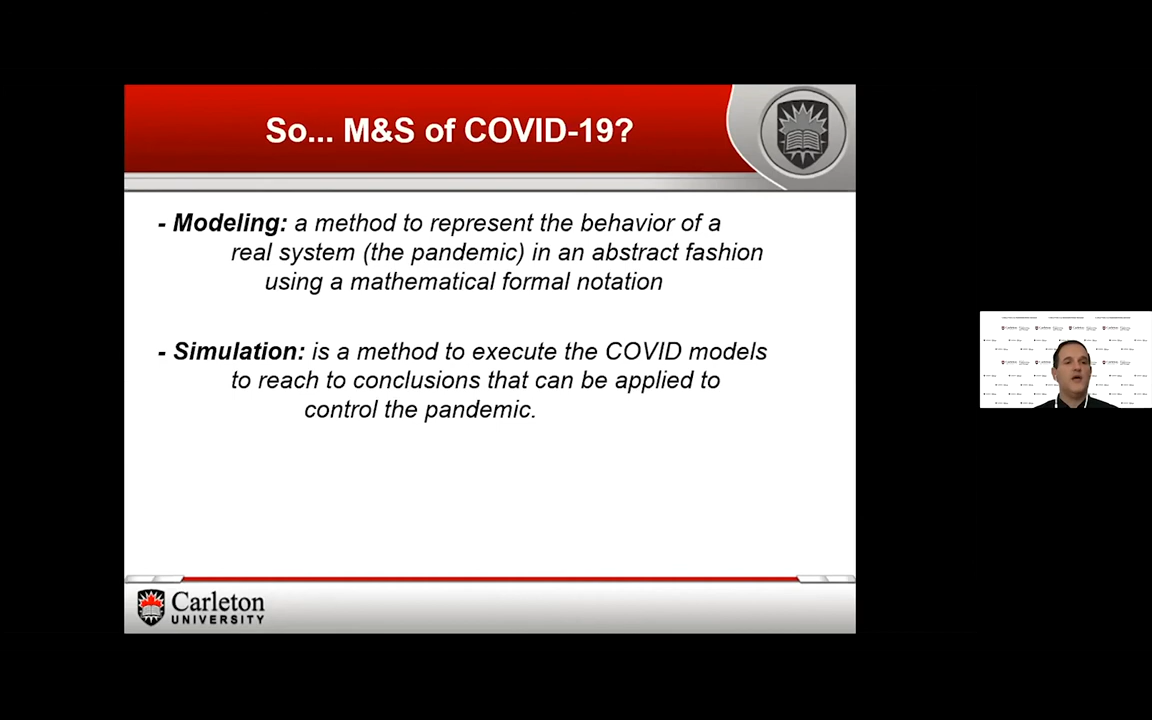 So... M&S of COVID-19?
- Modeling: a method to represent the behavior of a
real system (the pandemic) in an abstract fashion
using a mathematical formal notation
- Simulation: is a method to execute the COVID models
to reach to conclusions that can be applied to
control the pandemic.
Carleton
UNIVERSITY